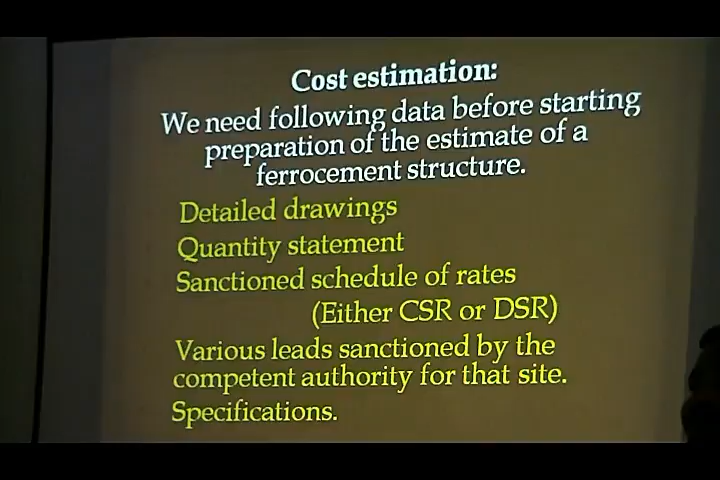 Cost estimation:
We need following data before starting
preparation of the estimate of a
ferrocement structure.
Detailed drawings
Quantity statement
Sanctioned schedule of rates
(Either CSR or DSR)
Various leads sanctioned by the
competent authority for that site.
Specifications.